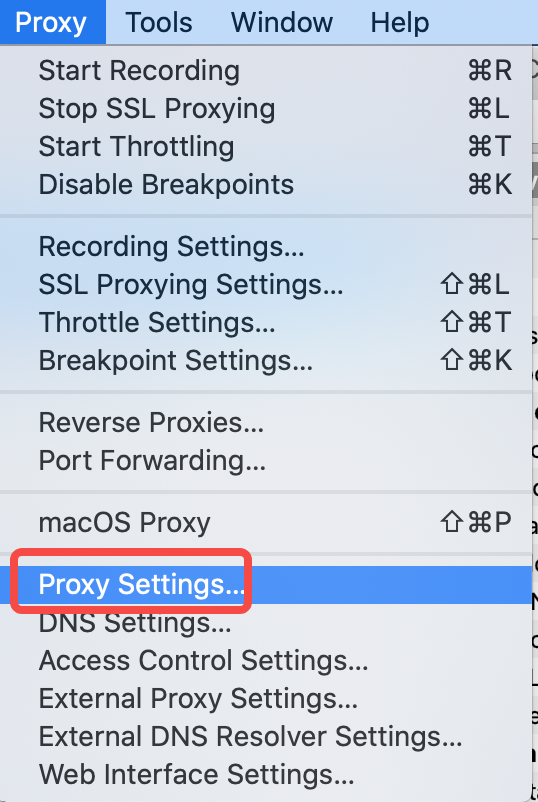 Proxy Tools Window Help
Start Recording ⌘R
Stop SSL Proxying ⌘L
Start Throttling ⌘T
Disable Breakpoints ⌘K
Recording Settings...
SSL Proxying Settings... ⇧⌘L
Throttle Settings... ⇧⌘T
Breakpoint Settings... ⇧⌘K
Reverse Proxies...
Port Forwarding...
macOS Proxy ⇧⌘P
Proxy Settings...
DNS Settings...
Access Control Settings...
External Proxy Settings...
External DNS Resolver Settings...
Web Interface Settings...